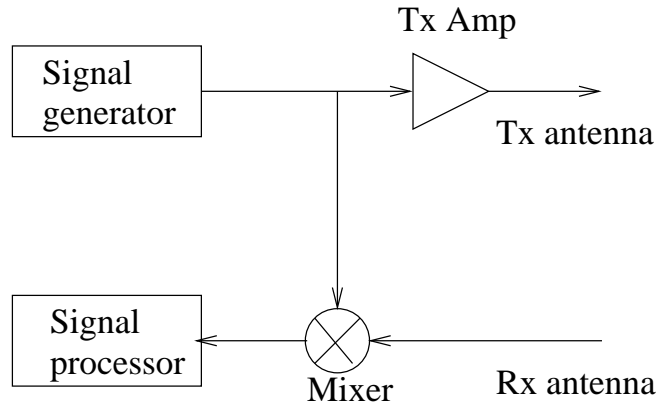 Tx Amp
Signal
generator
Tx antenna
Signal
processor
Mixer
Rx antenna